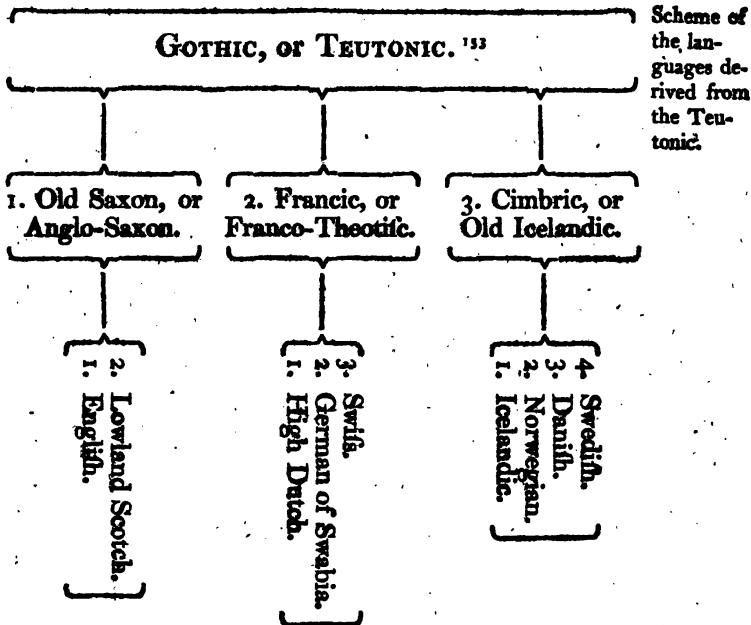 GOTHIC, or TEUTONIC. 153
Scheme of
the lan-
guages de-
rived from
the Teu-
tonic.
1. Old Saxon, or
Anglo-Saxon.
2. Francic, or
Franco-Theotiſc.
3. Cimbric, or
Old Icelandic.
1. Engliſh.
2. Lowland Scotch.
1. High Dutch.
2. German of Swabia.
3. Swiſs.
1. Icelandic.
2. Norwegian.
3. Daniſh.
4. Swediſh.